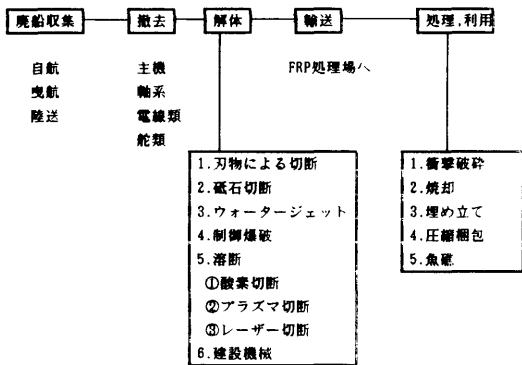 廃船収集
撤去
解体
輸送
処理,利用
自航
曳航
陸送
主機
軸系
電線類
舵類
FRP処理場へ
1.刃物による切断
2.砥石切断
3.ウォータージェット
4.制御爆破
5.溶断
①酸素切断
②プラズマ切断
③レーザー切断
6.建設機械
1.衝撃破砕
2.焼却
3.埋め立て
4.圧縮梱包
5.魚礁